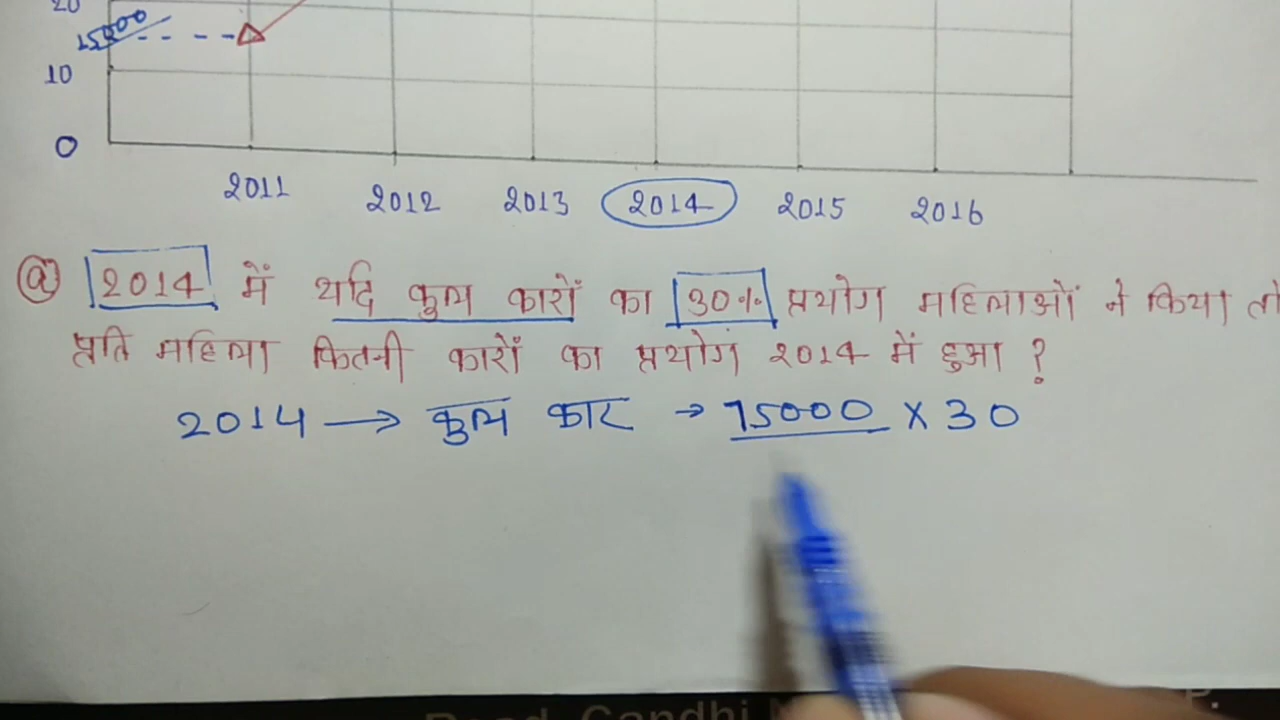 20
15000
10
0
2011 2012 2013 2014 2015 2016
(a) 2014 में यदि कुल कारों का 30% प्रयोग महिलाओं ने किया तो
प्रति महिला कितनी कारों का प्रयोग 2014 में हुआ ?
2014 → कुल कार → 75000 × 30